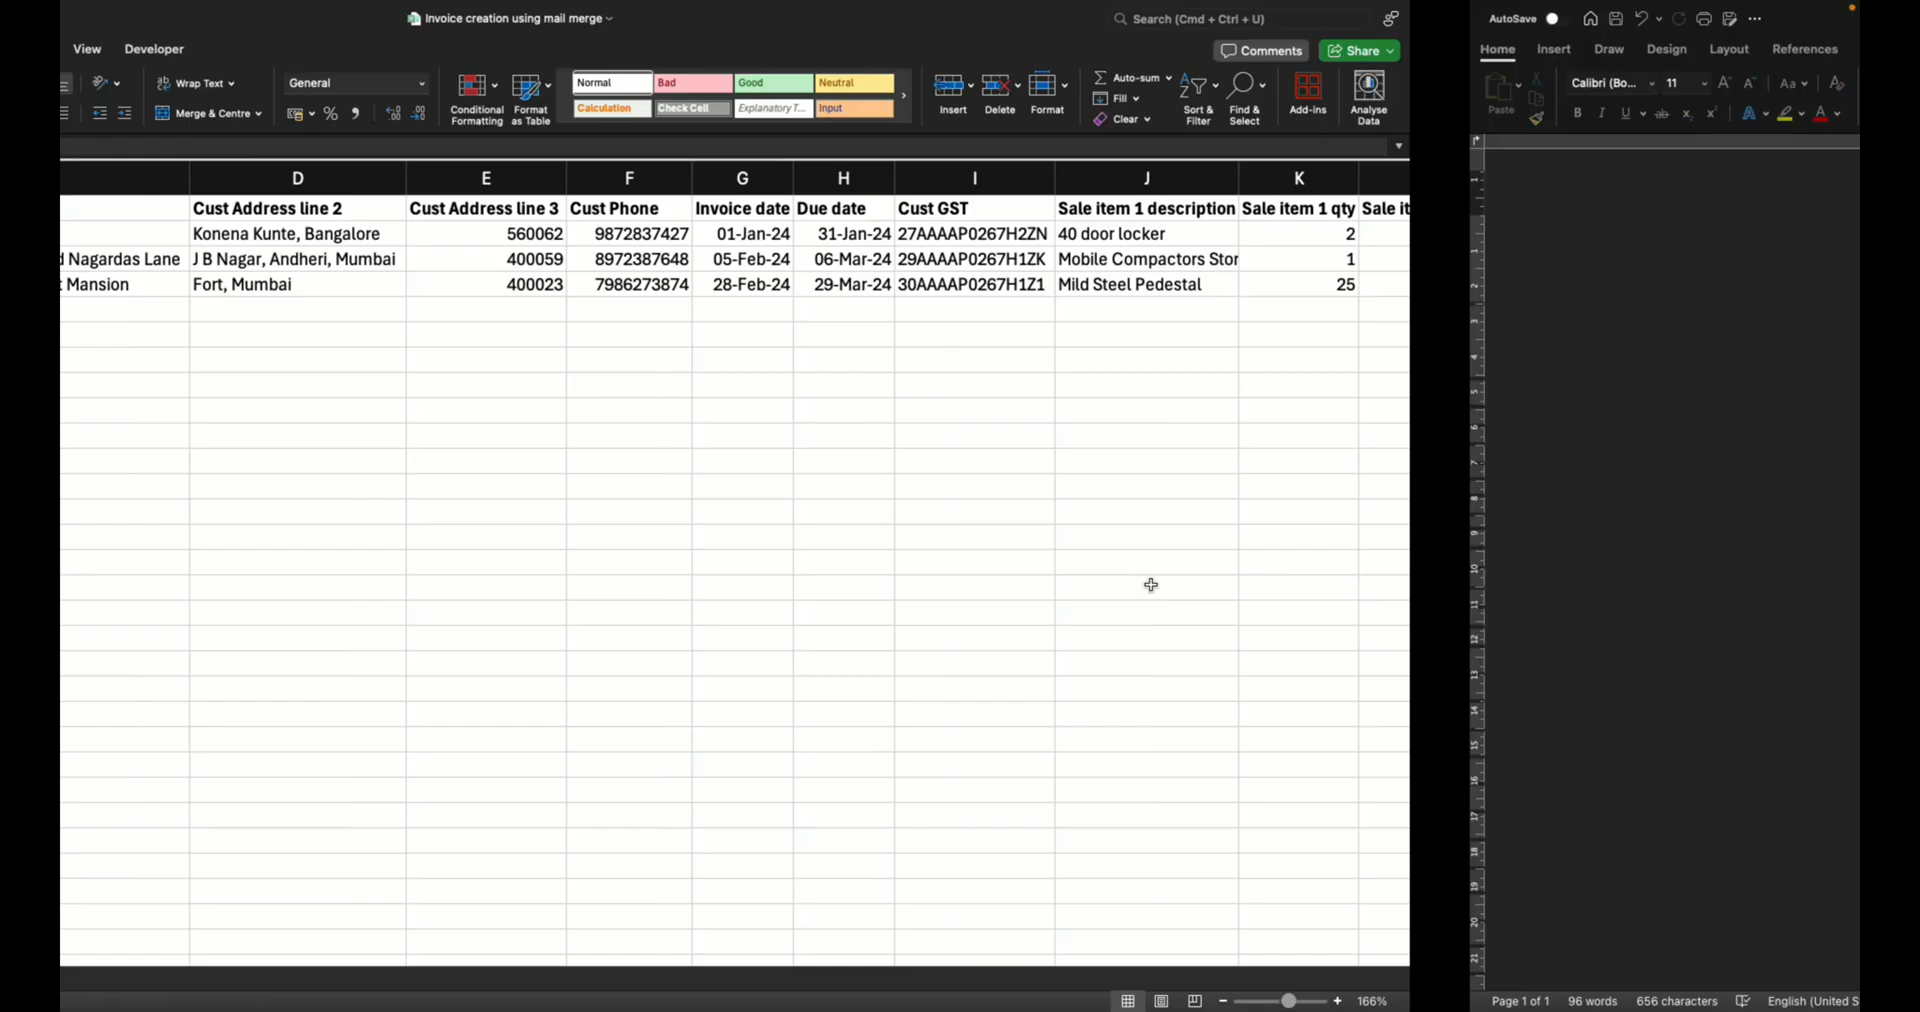 Invoice creation using mail merge
Search (Cmd + Ctrl + U)
AutoSave
View Developer
Comments Share
Home Insert Draw Design Layout References
Wrap Text General
Normal Bad Good Neutral
Auto-sum
Calibri (Bo... 11
Merge & Centre
Conditional Formatting
Format as Table
Calculation Check Cell Explanatory T... Input
Insert Delete Format
Fill
Clear
Sort & Filter
Find & Select
Add-ins
Analyse Data
Paste
D E F G H I J K
Cust Address line 2 Cust Address line 3 Cust Phone Invoice date Due date Cust GST Sale item 1 description Sale item 1 qty Sale it
Konena Kunte, Bangalore 560062 9872837427 01-Jan-24 31-Jan-24 27AAAAP0267H2ZN 40 door locker 2
d Nagardas Lane J B Nagar, Andheri, Mumbai 400059 8972387648 05-Feb-24 06-Mar-24 29AAAAP0267H1ZK Mobile Compactors Stor 1
t Mansion Fort, Mumbai 400023 7986273874 28-Feb-24 29-Mar-24 30AAAAP0267H1Z1 Mild Steel Pedestal 25
166%
Page 1 of 1 96 words 656 characters English (United S